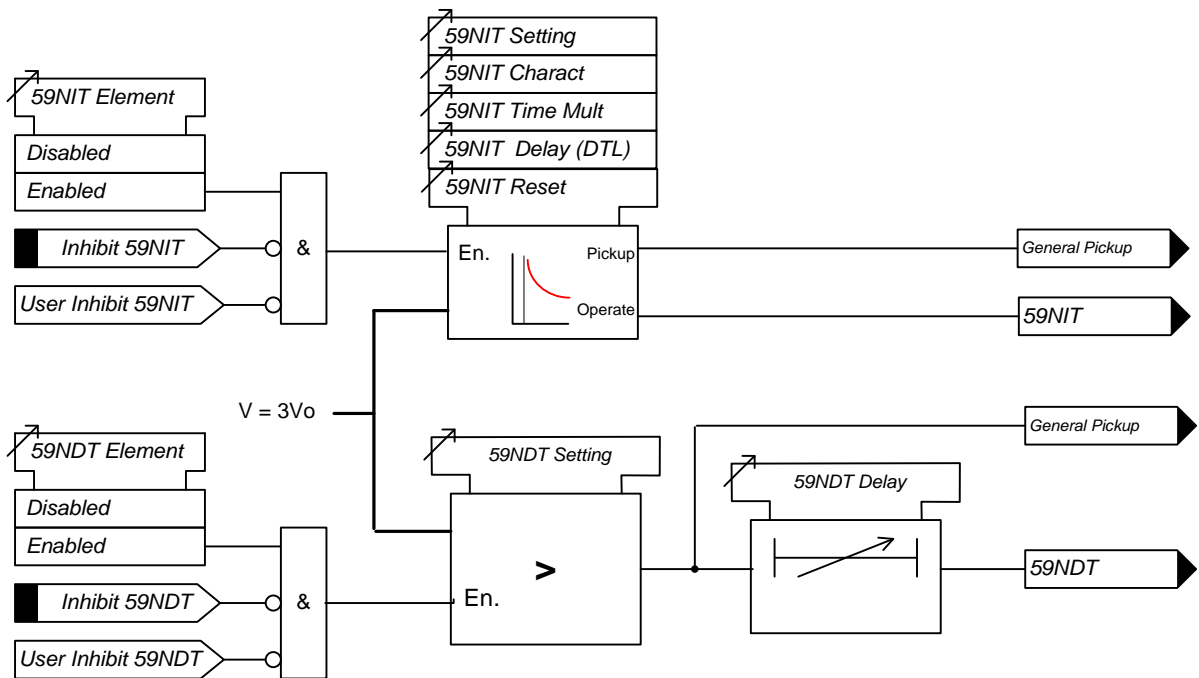 59NIT Setting
59NIT Charact
59NIT Time Mult
59NIT Delay (DTL)
59NIT Reset
59NIT Element
Disabled
Enabled
Inhibit 59NIT
User Inhibit 59NIT
&
En.
Pickup
Operate
General Pickup
59NIT
V = 3Vo
59NDT Element
Disabled
Enabled
Inhibit 59NDT
User Inhibit 59NDT
&
59NDT Setting
>
En.
59NDT Delay
General Pickup
59NDT